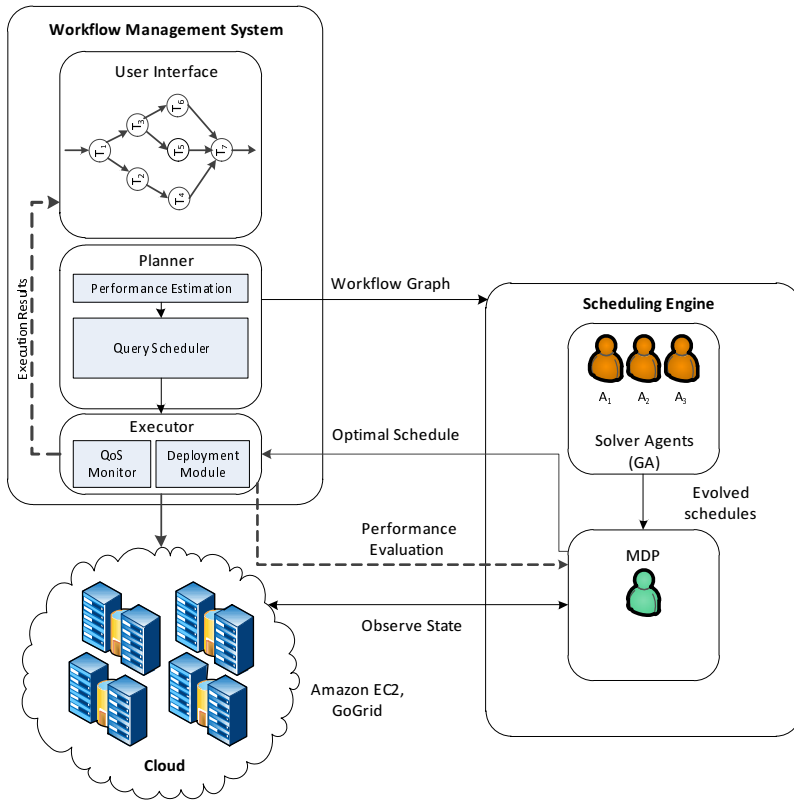 Workflow Management System
User Interface
T6
T3
T1
T5
T7
T2
T4
Execution Results
Planner
Performance Estimation
Query Scheduler
Workflow Graph
Executor
QoS
Monitor
Deployment
Module
Optimal Schedule
Performance
Evaluation
Observe State
Scheduling Engine
A1
A2
A3
Solver Agents
(GA)
Evolved
schedules
MDP
Amazon EC2,
GoGrid
Cloud